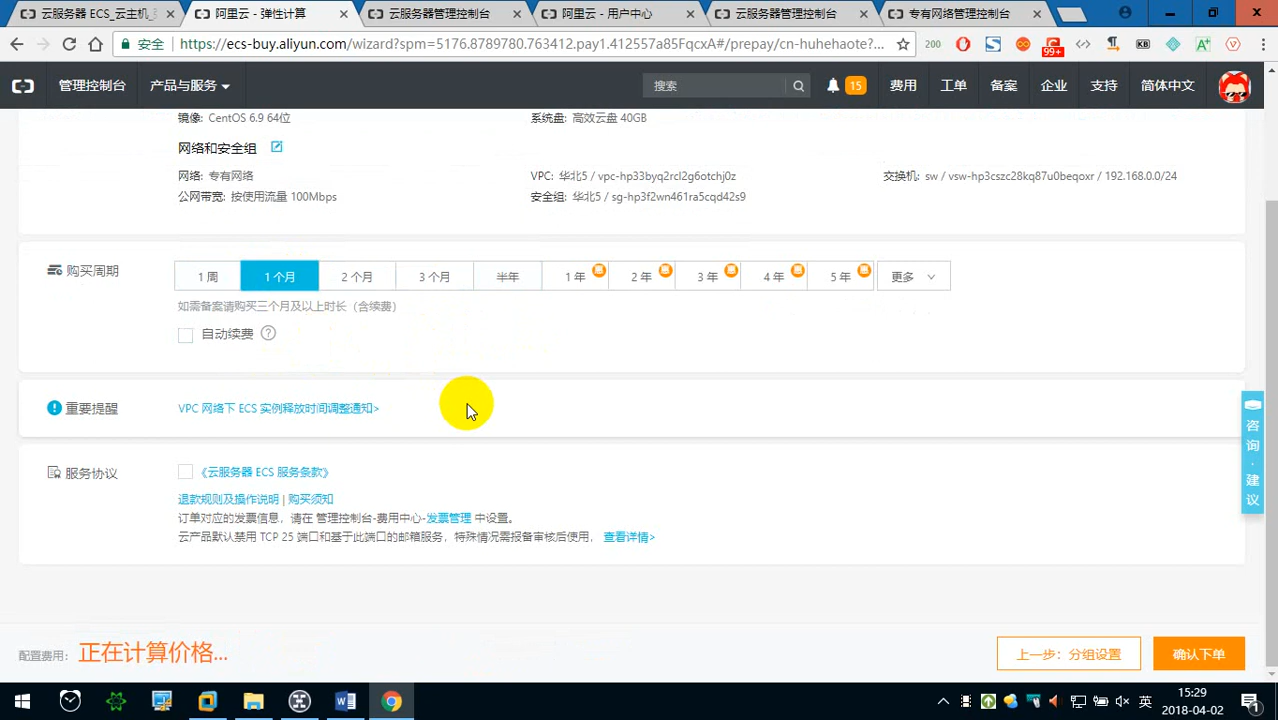 云服务器 ECS_云主机_
阿里云 - 弹性计算
云服务器管理控制台
阿里云 - 用户中心
云服务器管理控制台
专有网络管理控制台
安全
https://ecs-buy.aliyun.com/wizard?spm=5176.8789780.763412.pay1.412557a85FqcxA#/prepay/cn-huhehaote?...
200
99+
管理控制台
产品与服务
搜索
15
费用
工单
备案
企业
支持
简体中文
镜像: CentOS 6.9 64位
系统盘: 高效云盘 40GB
网络和安全组
网络: 专有网络
VPC: 华北5 / vpc-hp33byq2rcl2g6otchj0z
交换机: sw / vsw-hp3cszc28kq87u0beqoxr / 192.168.0.0/24
公网带宽: 按使用流量 100Mbps
安全组: 华北5 / sg-hp3f2wn461ra5cqd42s9
购买周期
1 周
1 个月
2 个月
3 个月
半年
1 年
惠
2 年
惠
3 年
惠
4 年
惠
5 年
惠
更多
如需备案请购买三个月及以上时长（含续费）
自动续费
重要提醒
VPC 网络下 ECS 实例释放时间调整通知>
服务协议
《云服务器 ECS 服务条款》
退款规则及操作说明 | 购买须知
订单对应的发票信息，请在 管理控制台-费用中心-发票管理 中设置。
云产品默认禁用 TCP 25 端口和基于此端口的邮箱服务，特殊情况需报备审核后使用， 查看详情>
咨询·建议
配置费用: 正在计算价格...
上一步：分组设置
确认下单
英
15:29
2018-04-02
1